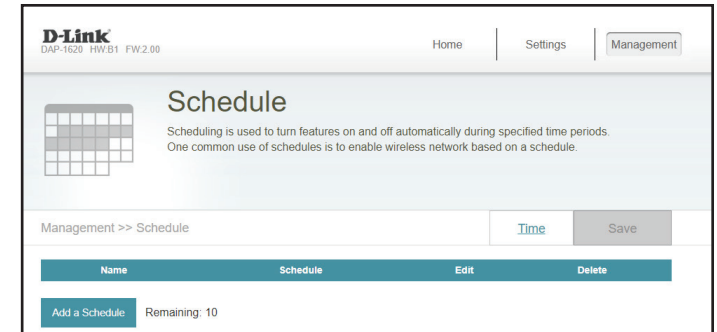 D-Link
DAP-1620 HW:B1 FW:2.00
Home Settings Management
Schedule
Scheduling is used to turn features on and off automatically during specified time periods.
One common use of schedules is to enable wireless network based on a schedule.
Management >> Schedule Time Save
Name Schedule Edit Delete
Add a Schedule Remaining: 10